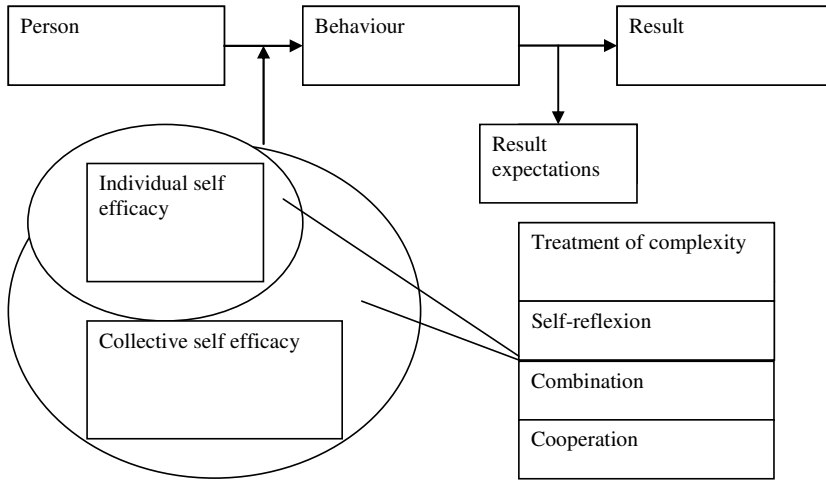 Person
Behaviour
Result
Result
expectations
Individual self
efficacy
Collective self efficacy
Treatment of complexity
Self-reflexion
Combination
Cooperation